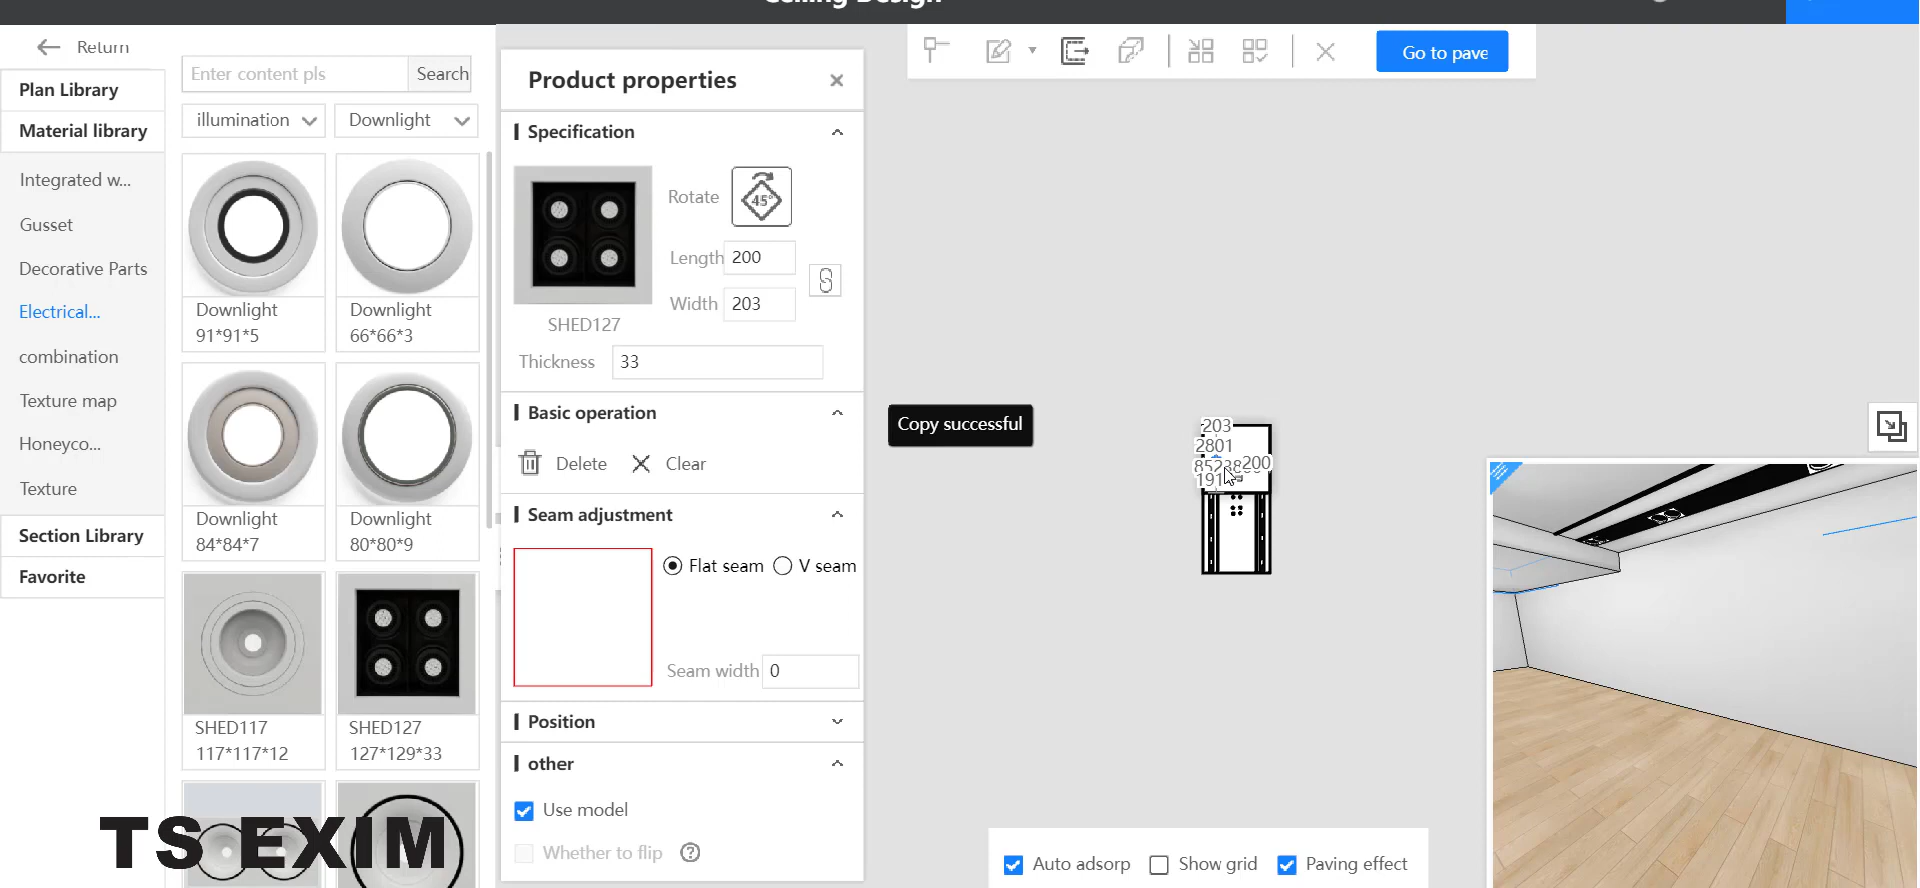 Ceiling Design
Return
Enter content pls
Search
Plan Library
Material library
Integrated w...
Gusset
Decorative Parts
Electrical...
combination
Texture map
Honeyco...
Texture
Section Library
Favorite
illumination
Downlight
Downlight
91*91*5
Downlight
66*66*3
Downlight
84*84*7
Downlight
80*80*9
SHED117
117*117*12
SHED127
127*129*33
TS EXIM
Product properties
Specification
Rotate
45°
Length
200
Width
203
SHED127
Thickness
33
Basic operation
Delete
Clear
Seam adjustment
Flat seam
V seam
Seam width
0
Position
other
Use model
Whether to flip
Go to pave
Copy successful
203
2801
200
191
Auto adsorp
Show grid
Paving effect